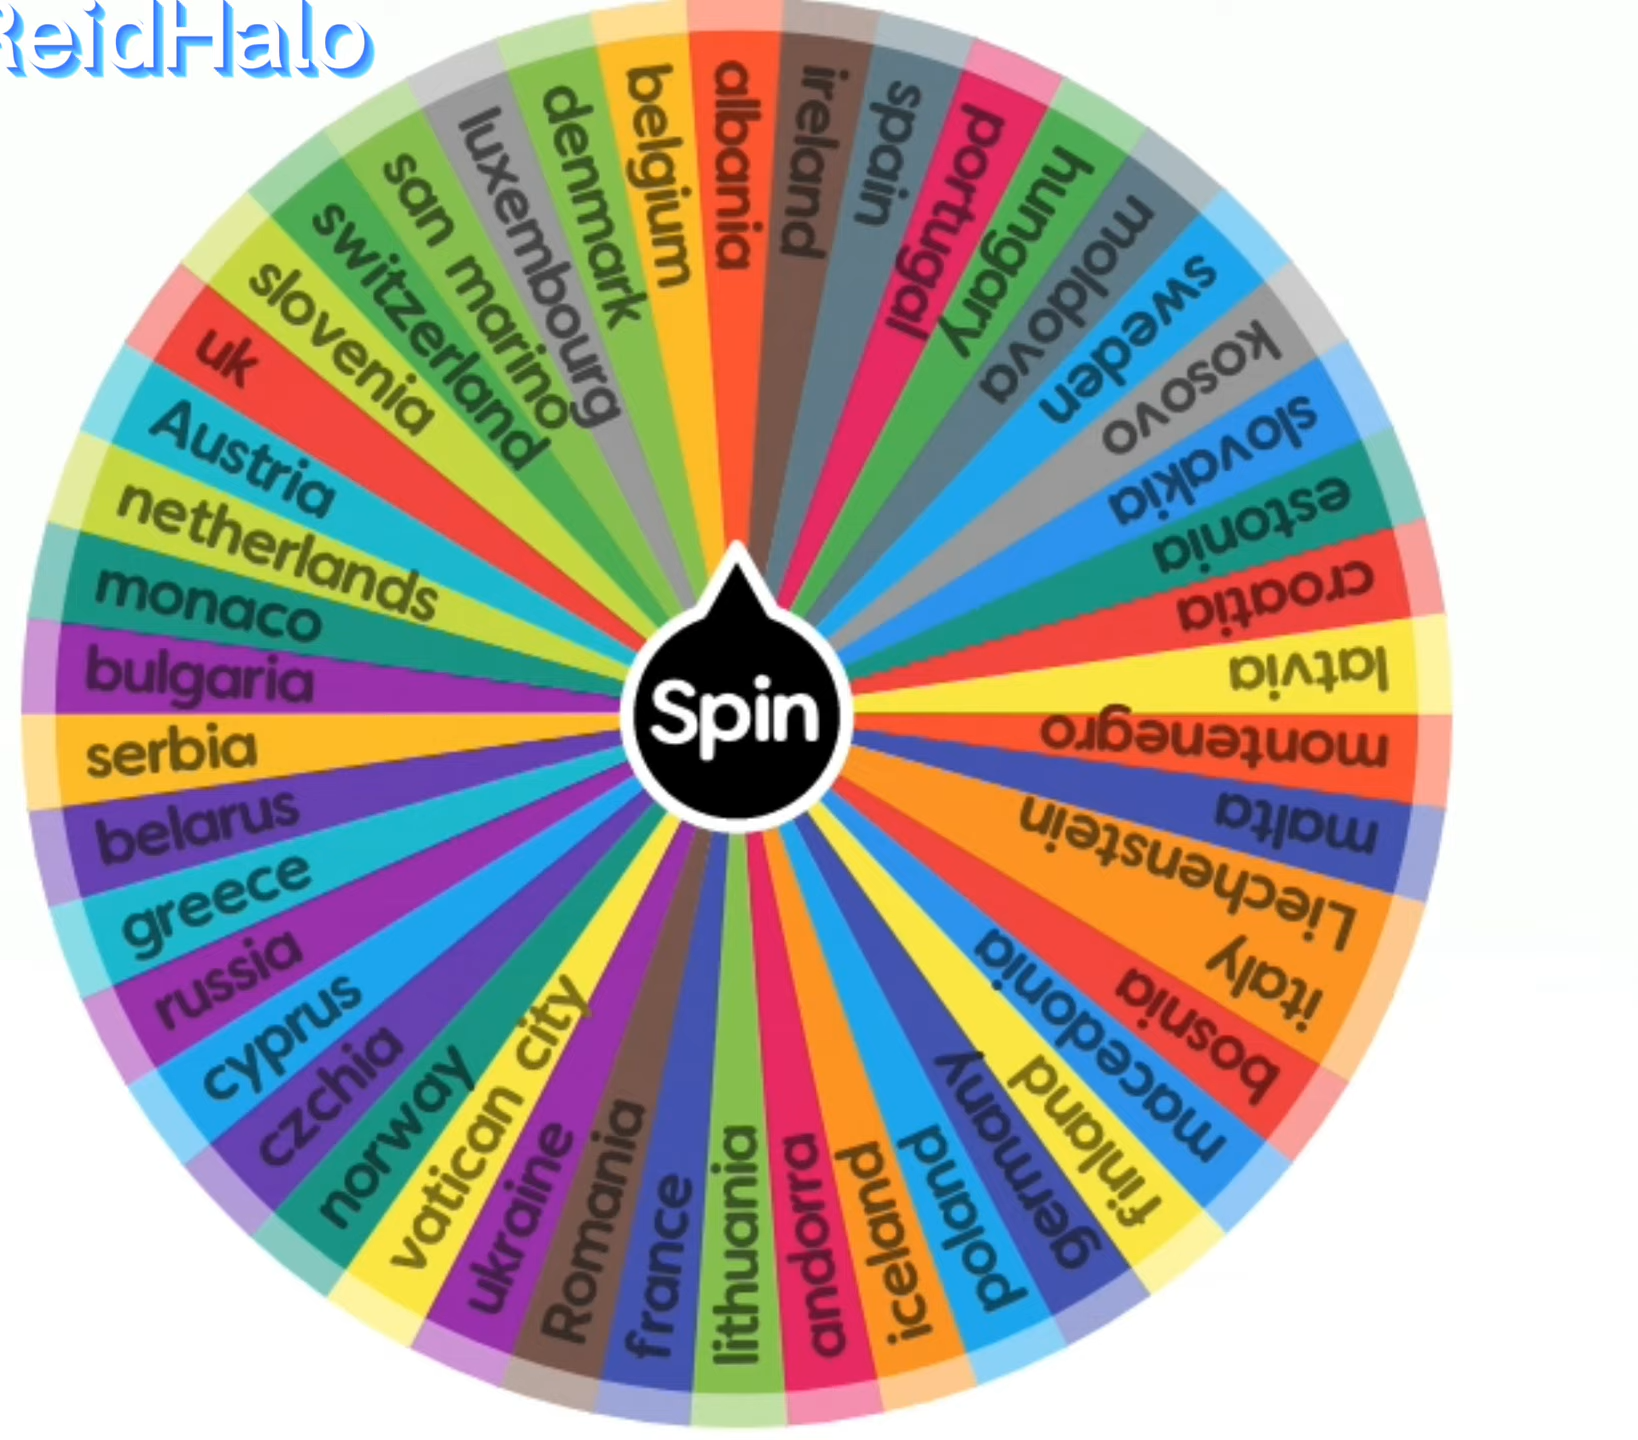 ReidHalo
albania
ireland
spain
portugal
hungary
moldova
sweden
kosovo
slovakia
estonia
croatia
latvia
montenegro
malta
Liechenstein
italy
bosnia
macedonia
finland
germany
poland
iceland
andorra
lithuania
france
Romania
ukraine
vatican city
norway
czchia
cyprus
russia
greece
belarus
serbia
bulgaria
monaco
netherlands
Austria
uk
slovenia
switzerland
san marino
luxembourg
denmark
belgium
Spin